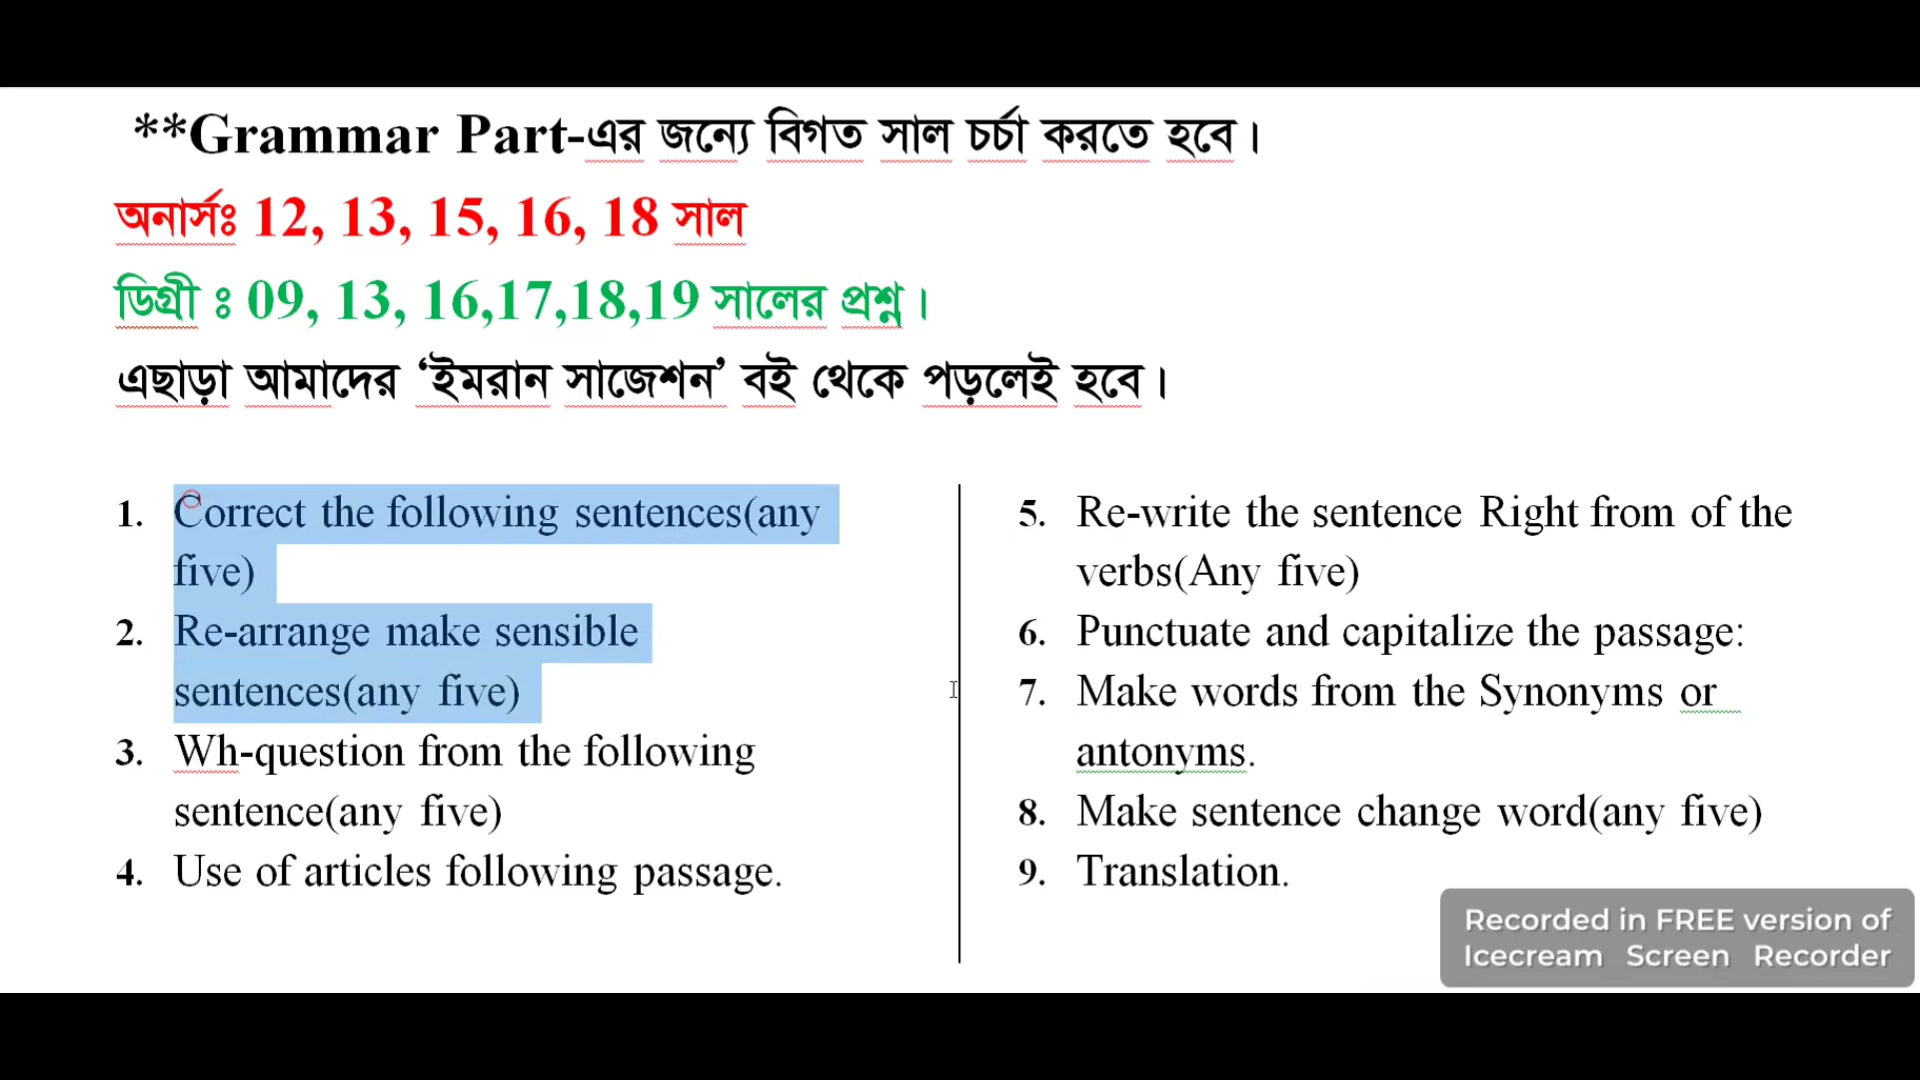 **Grammar Part-এর জন্যে বিগত সাল চর্চা করতে হবে।
অনার্সঃ 12, 13, 15, 16, 18 সাল
ডিগ্রী ঃ 09, 13, 16,17,18,19 সালের প্রশ্ন।
এছাড়া আমাদের ‘ইমরান সাজেশন’ বই থেকে পড়লেই হবে।
1. Correct the following sentences(any
five)
2. Re-arrange make sensible
sentences(any five)
3. Wh-question from the following
sentence(any five)
4. Use of articles following passage.
5. Re-write the sentence Right from of the
verbs(Any five)
6. Punctuate and capitalize the passage:
7. Make words from the Synonyms or
antonyms.
8. Make sentence change word(any five)
9. Translation.
Recorded in FREE version of
Icecream Screen Recorder